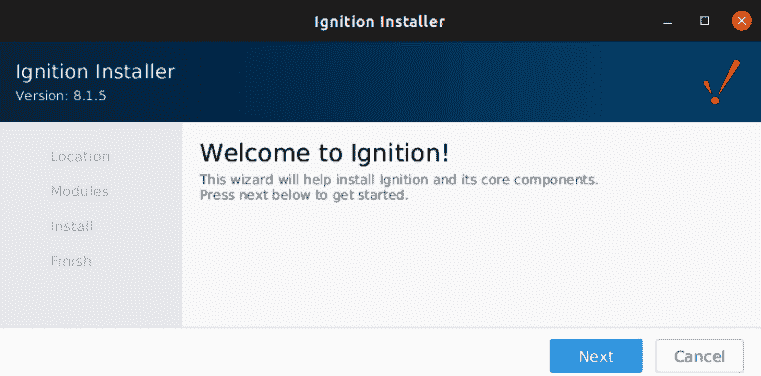 Ignition Installer
Ignition Installer
Version: 8.1.5
Location
Modules
Install
Finish
Welcome to Ignition!
This wizard will help install Ignition and its core components.
Press next below to get started.
Next
Cancel